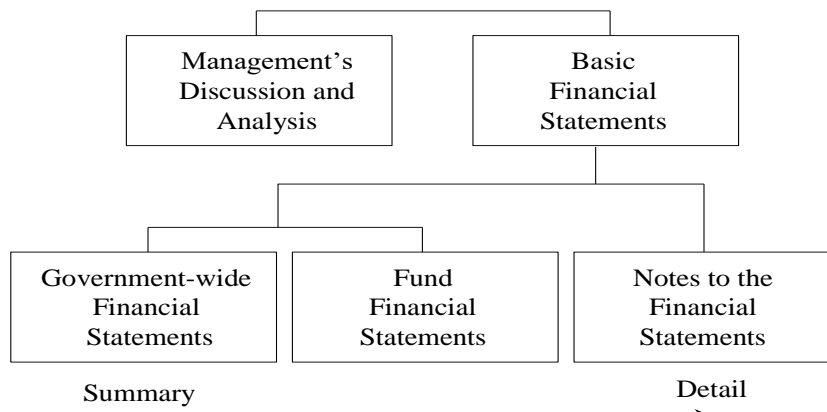 Management’s
Discussion and
Analysis
Basic
Financial
Statements
Government-wide
Financial
Statements
Fund
Financial
Statements
Notes to the
Financial
Statements
Summary
Detail